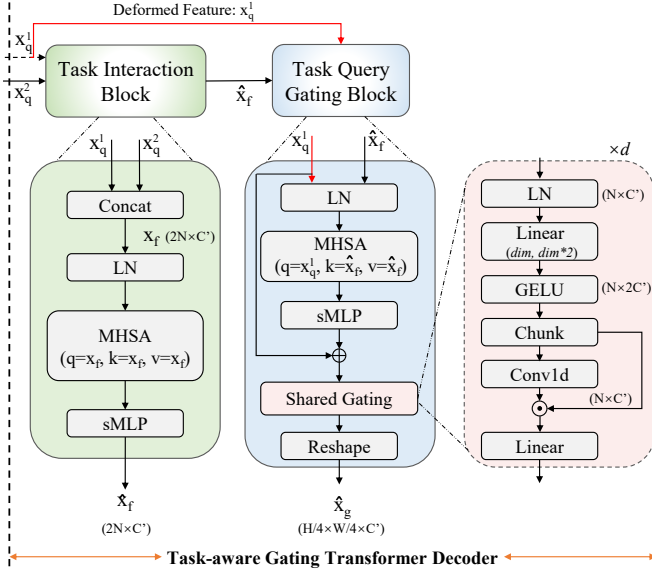 Deformed Feature: x_q^1
x_q^1
x_q^2
Task Interaction
Block
x̂_f
Task Query
Gating Block
x_q^1
x_q^2
Concat
x_f (2N×C’)
LN
MHSA
(q=x_f, k=x_f, v=x_f)
sMLP
x̂_f
(2N×C’)
x_q^1
x̂_f
LN
MHSA
(q=x_q^1, k=x̂_f, v=x̂_f)
sMLP
Shared Gating
Reshape
x̂_g
(H/4×W/4×C’)
×d
LN
(N×C’)
Linear
(dim, dim*2)
GELU
(N×2C’)
Chunk
Conv1d
(N×C’)
Linear
Task-aware Gating Transformer Decoder